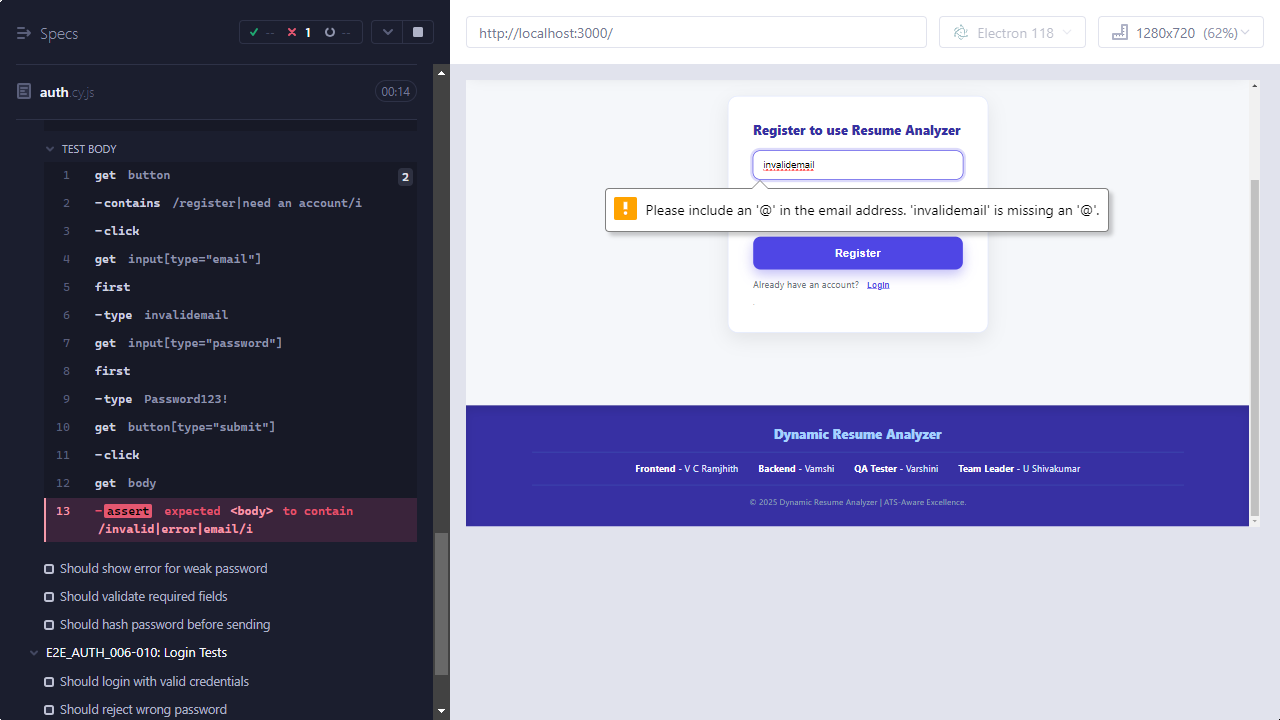 Specs
-- 1 --
auth.cy.js
00:14
TEST BODY
1 get button 2
2 -contains /register|need an account/i
3 -click
4 get input[type="email"]
5 first
6 -type invalidemail
7 get input[type="password"]
8 first
9 -type Password123!
10 get button[type="submit"]
11 -click
12 get body
13 -assert expected <body> to contain
/invalid|error|email/i
Should show error for weak password
Should validate required fields
Should hash password before sending
E2E_AUTH_006-010: Login Tests
Should login with valid credentials
Should reject wrong password
http://localhost:3000/
Electron 118
1280x720 (62%)
Register to use Resume Analyzer
invalidemail
! Please include an '@' in the email address. 'invalidemail' is missing an '@'.
Register
Already have an account? Login
Dynamic Resume Analyzer
Frontend - V C Ramjhith Backend - Vamshi QA Tester - Varshini Team Leader - U Shivakumar
© 2025 Dynamic Resume Analyzer | ATS-Aware Excellence.